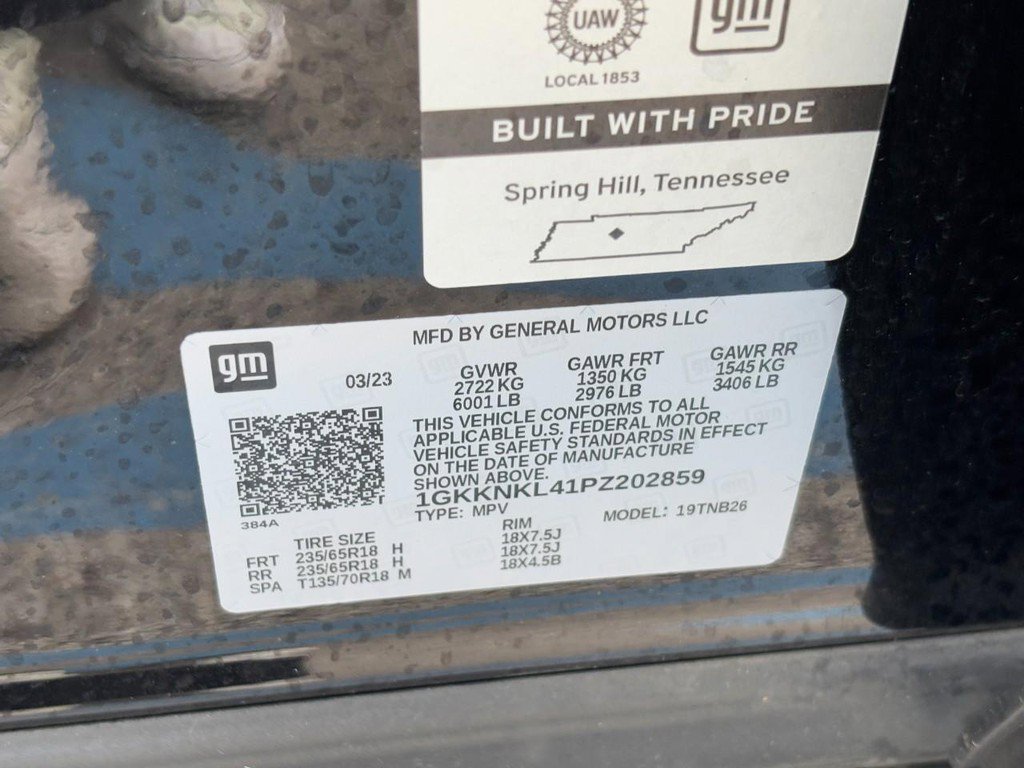 UAW
gm
LOCAL 1853
BUILT WITH PRIDE
Spring Hill, Tennessee
MFD BY GENERAL MOTORS LLC
gm
03/23
GVWR GAWR FRT GAWR RR
2722 KG 1350 KG 1545 KG
6001 LB 2976 LB 3406 LB
THIS VEHICLE CONFORMS TO ALL
APPLICABLE U.S. FEDERAL MOTOR
VEHICLE SAFETY STANDARDS IN EFFECT
ON THE DATE OF MANUFACTURE
SHOWN ABOVE.
1GKKNKL41PZ202859
TYPE: MPV MODEL: 19TNB26
384A
TIRE SIZE RIM
FRT 235/65R18 H 18X7.5J
RR 235/65R18 H 18X7.5J
SPA T135/70R18 M 18X4.5B